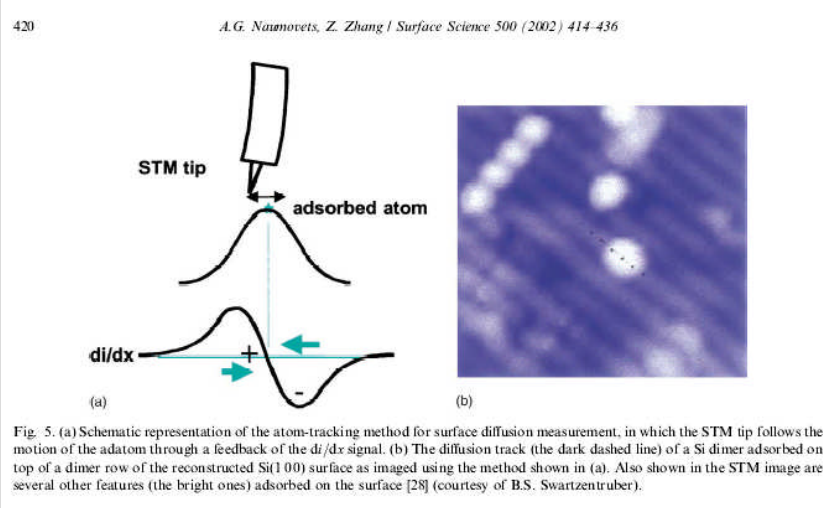 420
A.G. Naumovets, Z. Zhang / Surface Science 500 (2002) 414–436
STM tip
adsorbed atom
di/dx
+
-
(a)
(b)
Fig. 5. (a) Schematic representation of the atom-tracking method for surface diffusion measurement, in which the STM tip follows the
motion of the adatom through a feedback of the di/dx signal. (b) The diffusion track (the dark dashed line) of a Si dimer adsorbed on
top of a dimer row of the reconstructed Si(1 0 0) surface as imaged using the method shown in (a). Also shown in the STM image are
several other features (the bright ones) adsorbed on the surface [28] (courtesy of B.S. Swartzentruber).